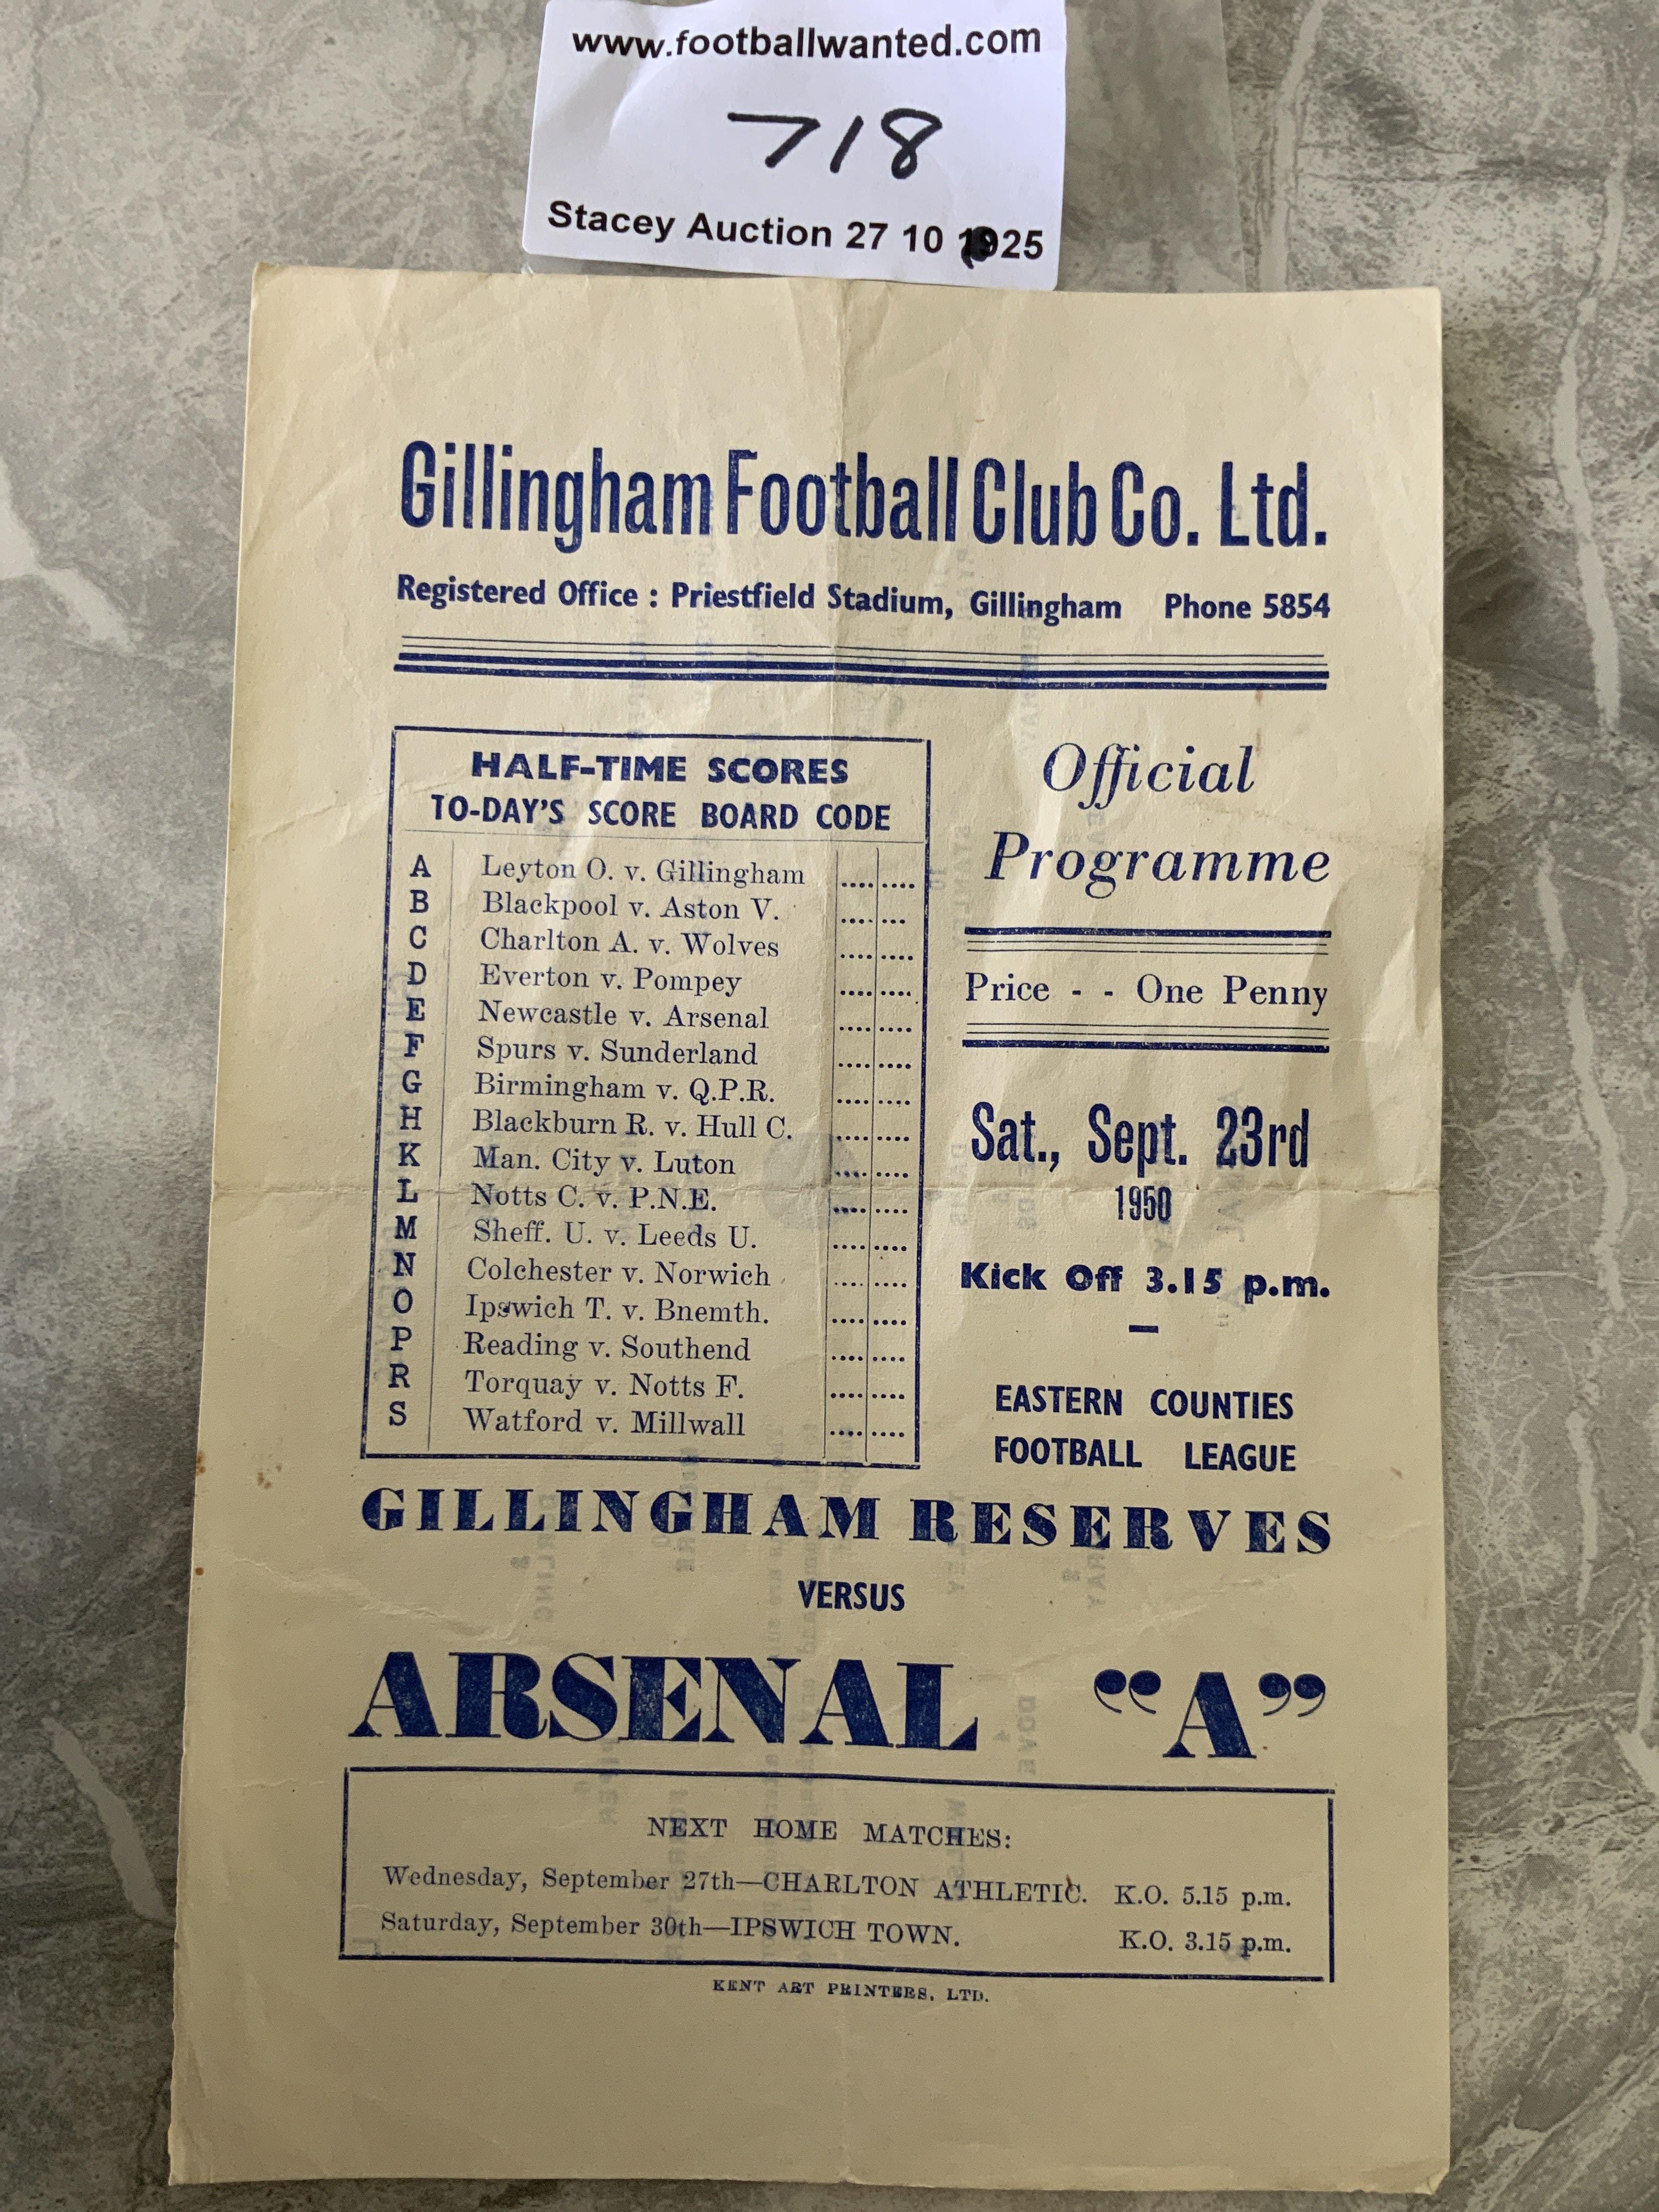 www.footballwanted.com
718
Stacey Auction 27 10 25
Gillingham Football Club Co. Ltd.
Registered Office : Priestfield Stadium, Gillingham Phone 5854
HALF-TIME SCORES
TO-DAY'S SCORE BOARD CODE
A Leyton O. v. Gillingham .... ....
B Blackpool v. Aston V. .... ...
C Charlton A. v. Wolves .... ....
D Everton v. Pompey .... ....
E Newcastle v. Arsenal .... ....
F Spurs v. Sunderland .... ....
G Birmingham v. Q.P.R. .... ....
H Blackburn R. v. Hull C. .... ....
K Man. City v. Luton .... ....
L Notts C. v. P.N.E. .... ....
M Sheff. U. v. Leeds U. .... ....
N Colchester v. Norwich .... ....
O Ipswich T. v. Bnemth. .... ....
P Reading v. Southend .... ....
R Torquay v. Notts F. .... ....
S Watford v. Millwall .... ....
Official
Programme
Price - - One Penny
Sat., Sept. 23rd
1950
Kick Off 3.15 p.m.
EASTERN COUNTIES
FOOTBALL LEAGUE
GILLINGHAM RESERVES
VERSUS
ARSENAL “A”
NEXT HOME MATCHES:
Wednesday, September 27th—CHARLTON ATHLETIC. K.O. 5.15 p.m.
Saturday, September 30th—IPSWICH TOWN. K.O. 3.15 p.m.
KENT ART PRINTERS, LTD.